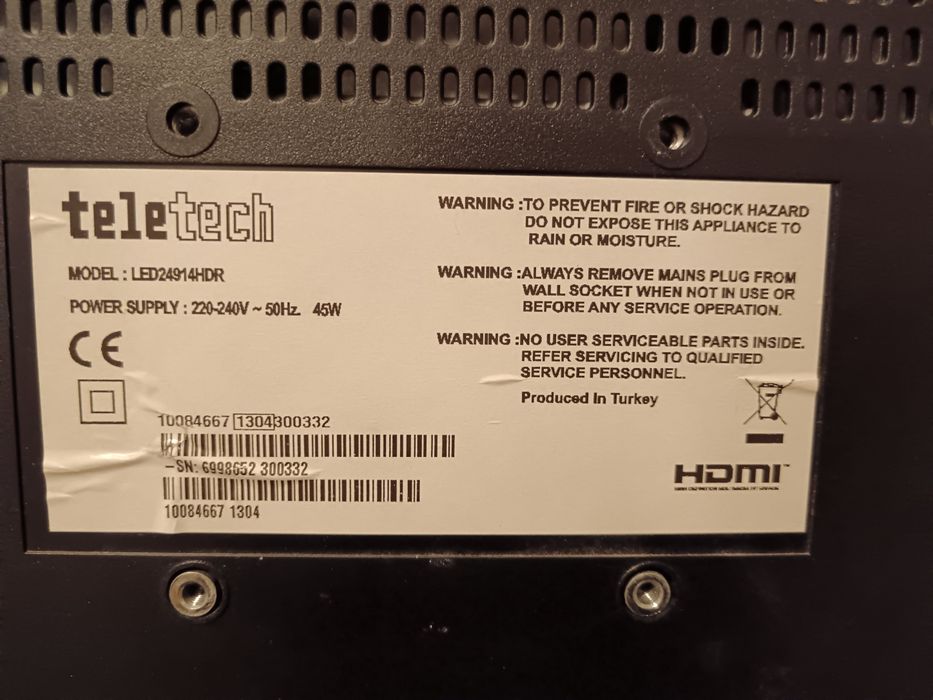 teletech
MODEL : LED24914HDR
POWER SUPPLY : 220-240V ~ 50Hz. 45W
CE
10084667 1304300332
-SN: 6998652 300332
10084667 1304
WARNING :TO PREVENT FIRE OR SHOCK HAZARD
DO NOT EXPOSE THIS APPLIANCE TO
RAIN OR MOISTURE.
WARNING :ALWAYS REMOVE MAINS PLUG FROM
WALL SOCKET WHEN NOT IN USE OR
BEFORE ANY SERVICE OPERATION.
WARNING :NO USER SERVICEABLE PARTS INSIDE.
REFER SERVICING TO QUALIFIED
SERVICE PERSONNEL.
Produced In Turkey
HDMI™